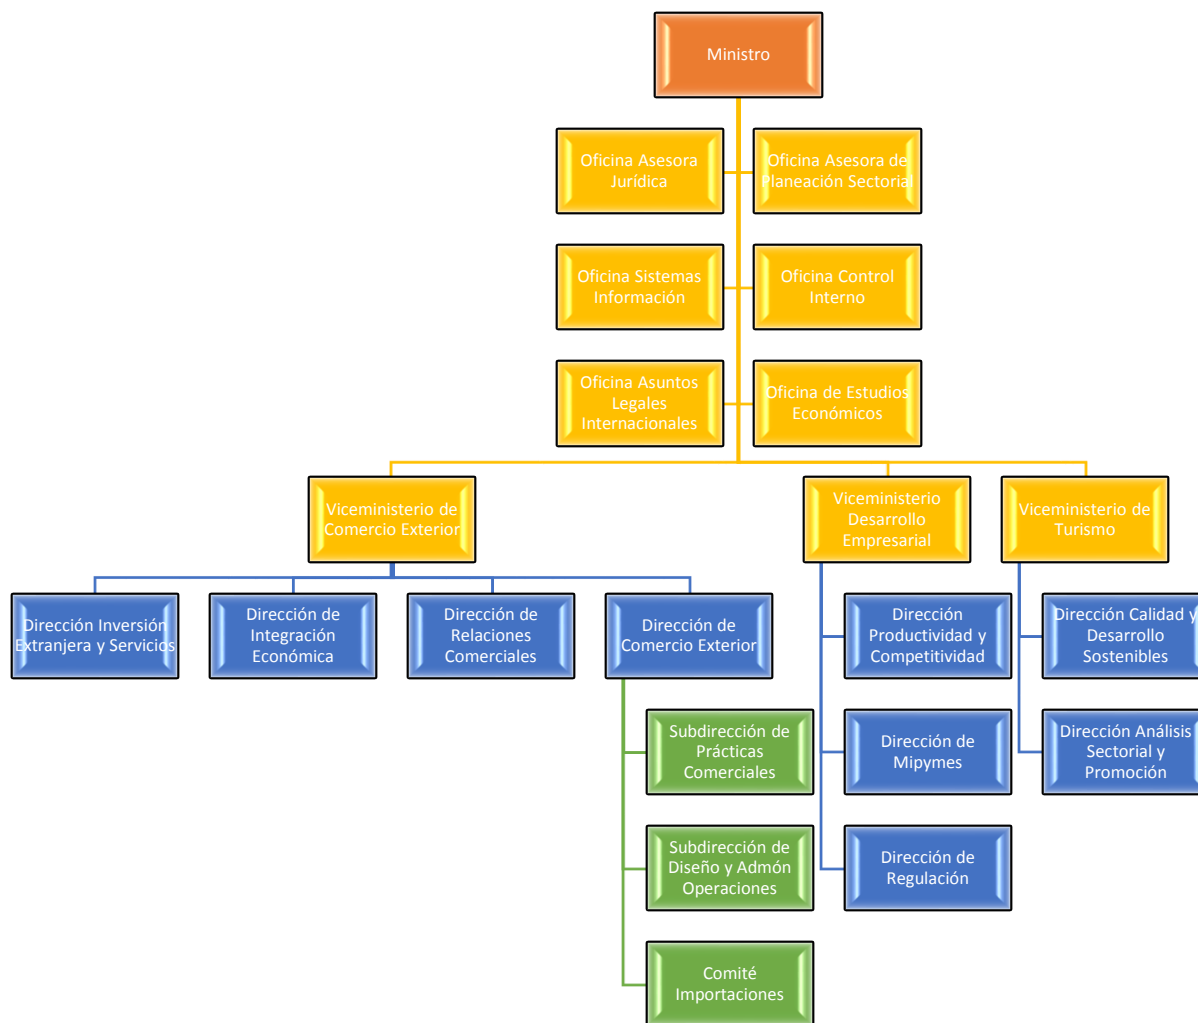 Ministro
Oficina Asesora
Jurídica
Oficina Asesora de
Planeación Sectorial
Oficina Sistemas
Información
Oficina Control
Interno
Oficina Asuntos
Legales
Internacionales
Oficina de Estudios
Económicos
Viceministerio de
Comercio Exterior
Viceministerio
Desarrollo
Empresarial
Viceministerio de
Turismo
Dirección Inversión
Extranjera y Servicios
Dirección de
Integración
Económica
Dirección de
Relaciones
Comerciales
Dirección de
Comercio Exterior
Dirección
Productividad y
Competitividad
Dirección Calidad y
Desarrollo
Sostenibles
Subdirección de
Prácticas
Comerciales
Dirección de
Mipymes
Dirección Análisis
Sectorial y
Promoción
Subdirección de
Diseño y Admón
Operaciones
Dirección de
Regulación
Comité
Importaciones